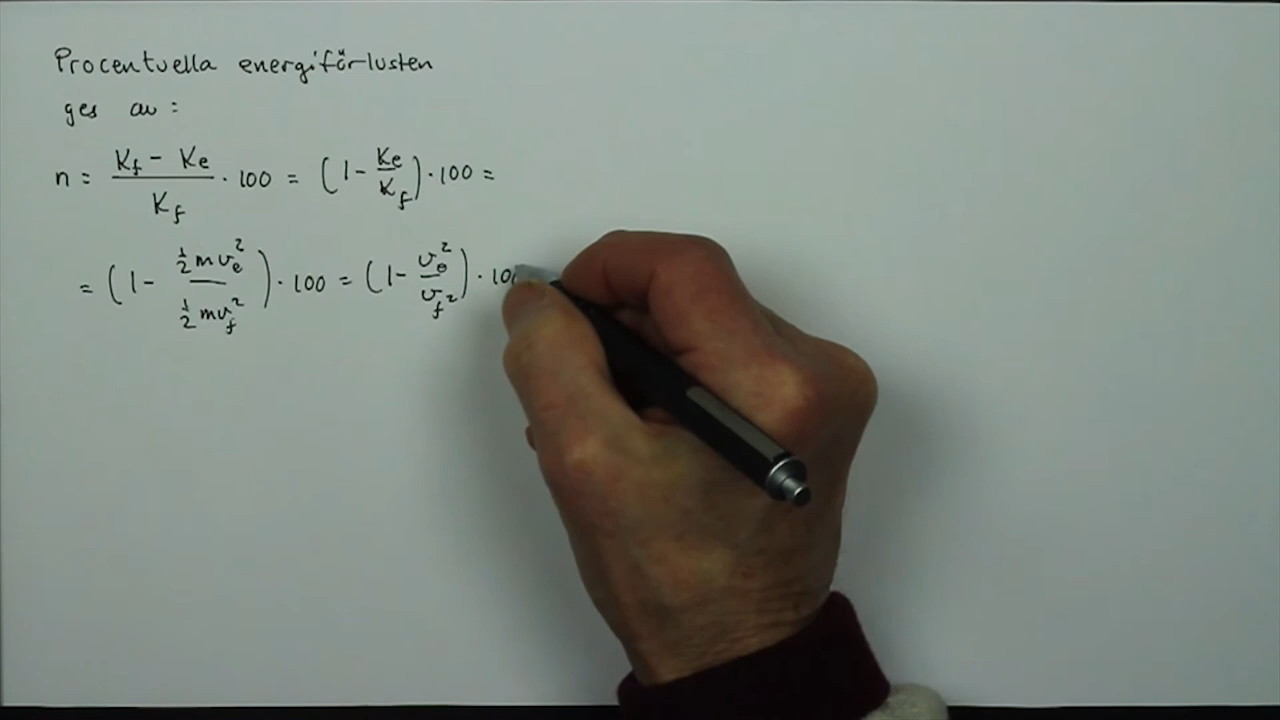 Procentuella energiförlusten
ges av:
n = (K_f - K_e)/K_f · 100 = (1 - K_e/K_f) · 100 =
= (1 - (½mv_e²)/(½mv_f²)) · 100 = (1 - v_e²/v_f²) · 100